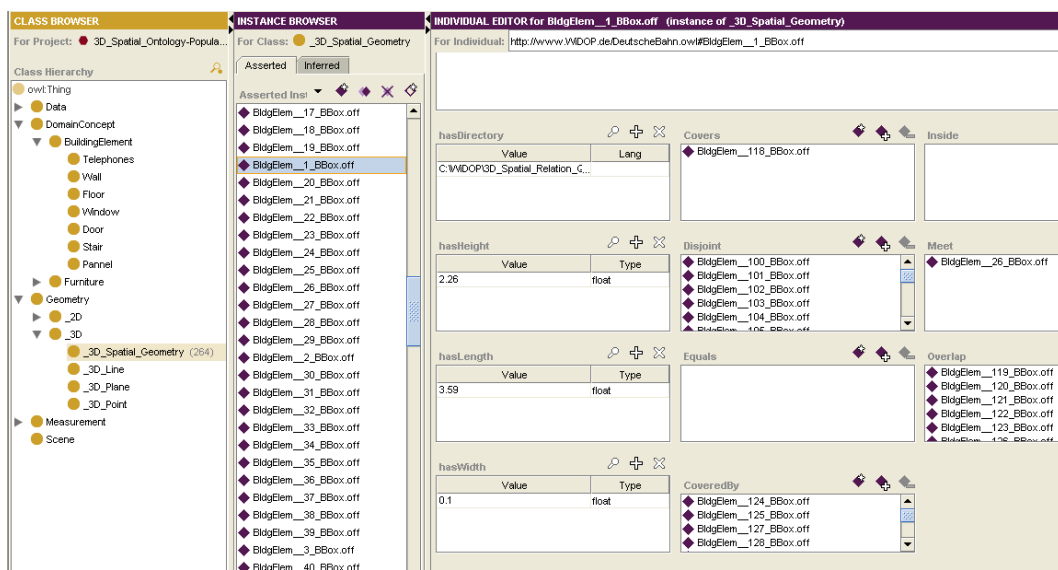 CLASS BROWSER
For Project: 3D_Spatial_Ontology-Popula...
Class Hierarchy
owl:Thing
Data
DomainConcept
BuildingElement
Telephones
Wall
Floor
Window
Door
Stair
Pannel
Furniture
Geometry
_2D
_3D
_3D_Spatial_Geometry (264)
_3D_Line
_3D_Plane
_3D_Point
Measurement
Scene
INSTANCE BROWSER
For Class: _3D_Spatial_Geometry
Asserted Inferred
Asserted Inst
BldgElem__17_BBox.off
BldgElem__18_BBox.off
BldgElem__19_BBox.off
BldgElem__1_BBox.off
BldgElem__20_BBox.off
BldgElem__21_BBox.off
BldgElem__22_BBox.off
BldgElem__23_BBox.off
BldgElem__24_BBox.off
BldgElem__25_BBox.off
BldgElem__26_BBox.off
BldgElem__27_BBox.off
BldgElem__28_BBox.off
BldgElem__29_BBox.off
BldgElem__2_BBox.off
BldgElem__30_BBox.off
BldgElem__31_BBox.off
BldgElem__32_BBox.off
BldgElem__33_BBox.off
BldgElem__34_BBox.off
BldgElem__35_BBox.off
BldgElem__36_BBox.off
BldgElem__37_BBox.off
BldgElem__38_BBox.off
BldgElem__39_BBox.off
BldgElem__3_BBox.off
BldgElem__40_BBox.off
INDIVIDUAL EDITOR for BldgElem__1_BBox.off (instance of _3D_Spatial_Geometry)
For Individual: http://www.WIDOP.de/DeutscheBahn.owl#BldgElem__1_BBox.off
hasDirectory
Value Lang
C:\WIDOP\3D_Spatial_Relation_G...
Covers
BldgElem__118_BBox.off
Inside
hasHeight
Value Type
2.26 float
Disjoint
BldgElem__100_BBox.off
BldgElem__101_BBox.off
BldgElem__102_BBox.off
BldgElem__103_BBox.off
BldgElem__104_BBox.off
BldgElem__105_BBox.off
Meet
BldgElem__26_BBox.off
hasLength
Value Type
3.59 float
Equals
Overlap
BldgElem__119_BBox.off
BldgElem__120_BBox.off
BldgElem__121_BBox.off
BldgElem__122_BBox.off
BldgElem__123_BBox.off
BldgElem__126_BBox.off
hasWidth
Value Type
0.1 float
CoveredBy
BldgElem__124_BBox.off
BldgElem__125_BBox.off
BldgElem__127_BBox.off
BldgElem__128_BBox.off